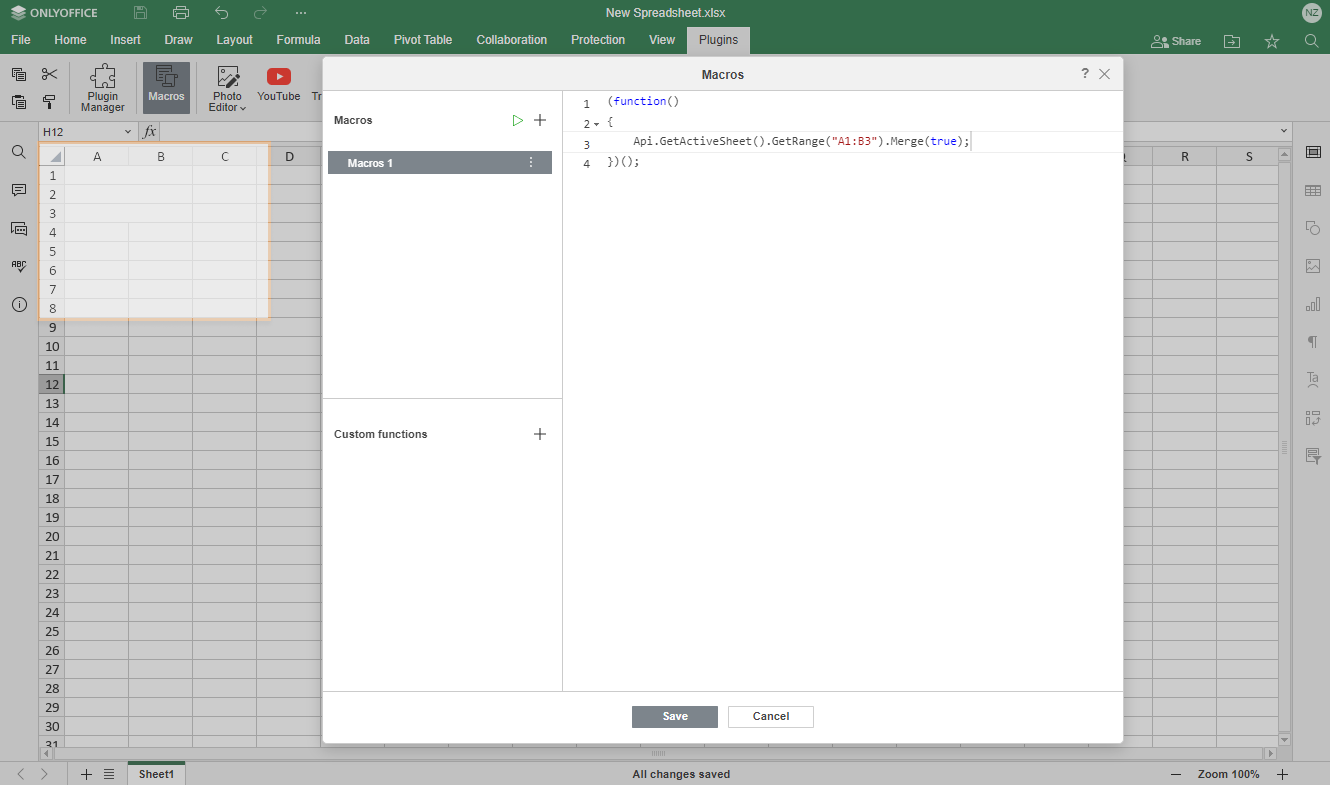 ONLYOFFICE
New Spreadsheet.xlsx
NZ
File Home Insert Draw Layout Formula Data Pivot Table Collaboration Protection View Plugins
Share
Plugin Manager
Macros
Photo Editor
YouTube
H12
fx
A B C D
R S
1
2
3
4
5
6
7
8
9
10
11
12
13
14
15
16
17
18
19
20
21
22
23
24
25
26
27
28
29
30
31
Macros
?
Macros
Macros 1
Custom functions
1 (function()
2 {
3 Api.GetActiveSheet().GetRange("A1:B3").Merge(true);
4 })();
Save
Cancel
ABC
Ta
Sheet1
All changes saved
Zoom 100%